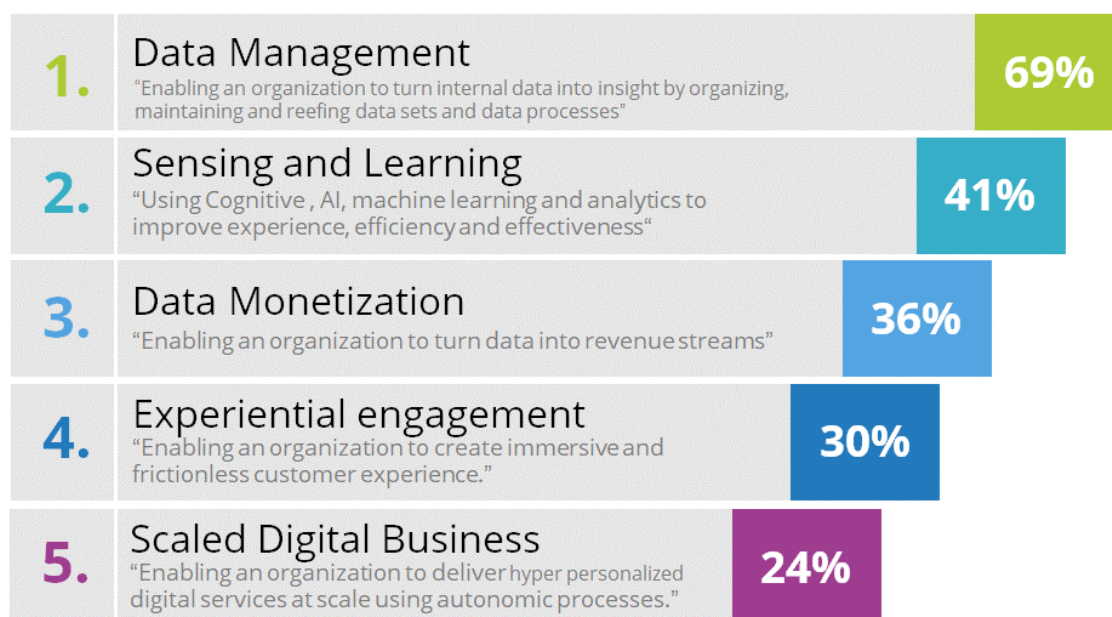 1.
Data Management
69%
“Enabling an organization to turn internal data into insight by organizing,
maintaining and reefing data sets and data processes”
2.
Sensing and Learning
41%
“Using Cognitive , AI, machine learning and analytics to
improve experience, efficiency and effectiveness“
3.
Data Monetization
36%
“Enabling an organization to turn data into revenue streams”
4.
Experiential engagement
30%
“Enabling an organization to create immersive and
frictionless customer experience.”
5.
Scaled Digital Business
24%
“Enabling an organization to deliver hyper personalized
digital services at scale using autonomic processes.”